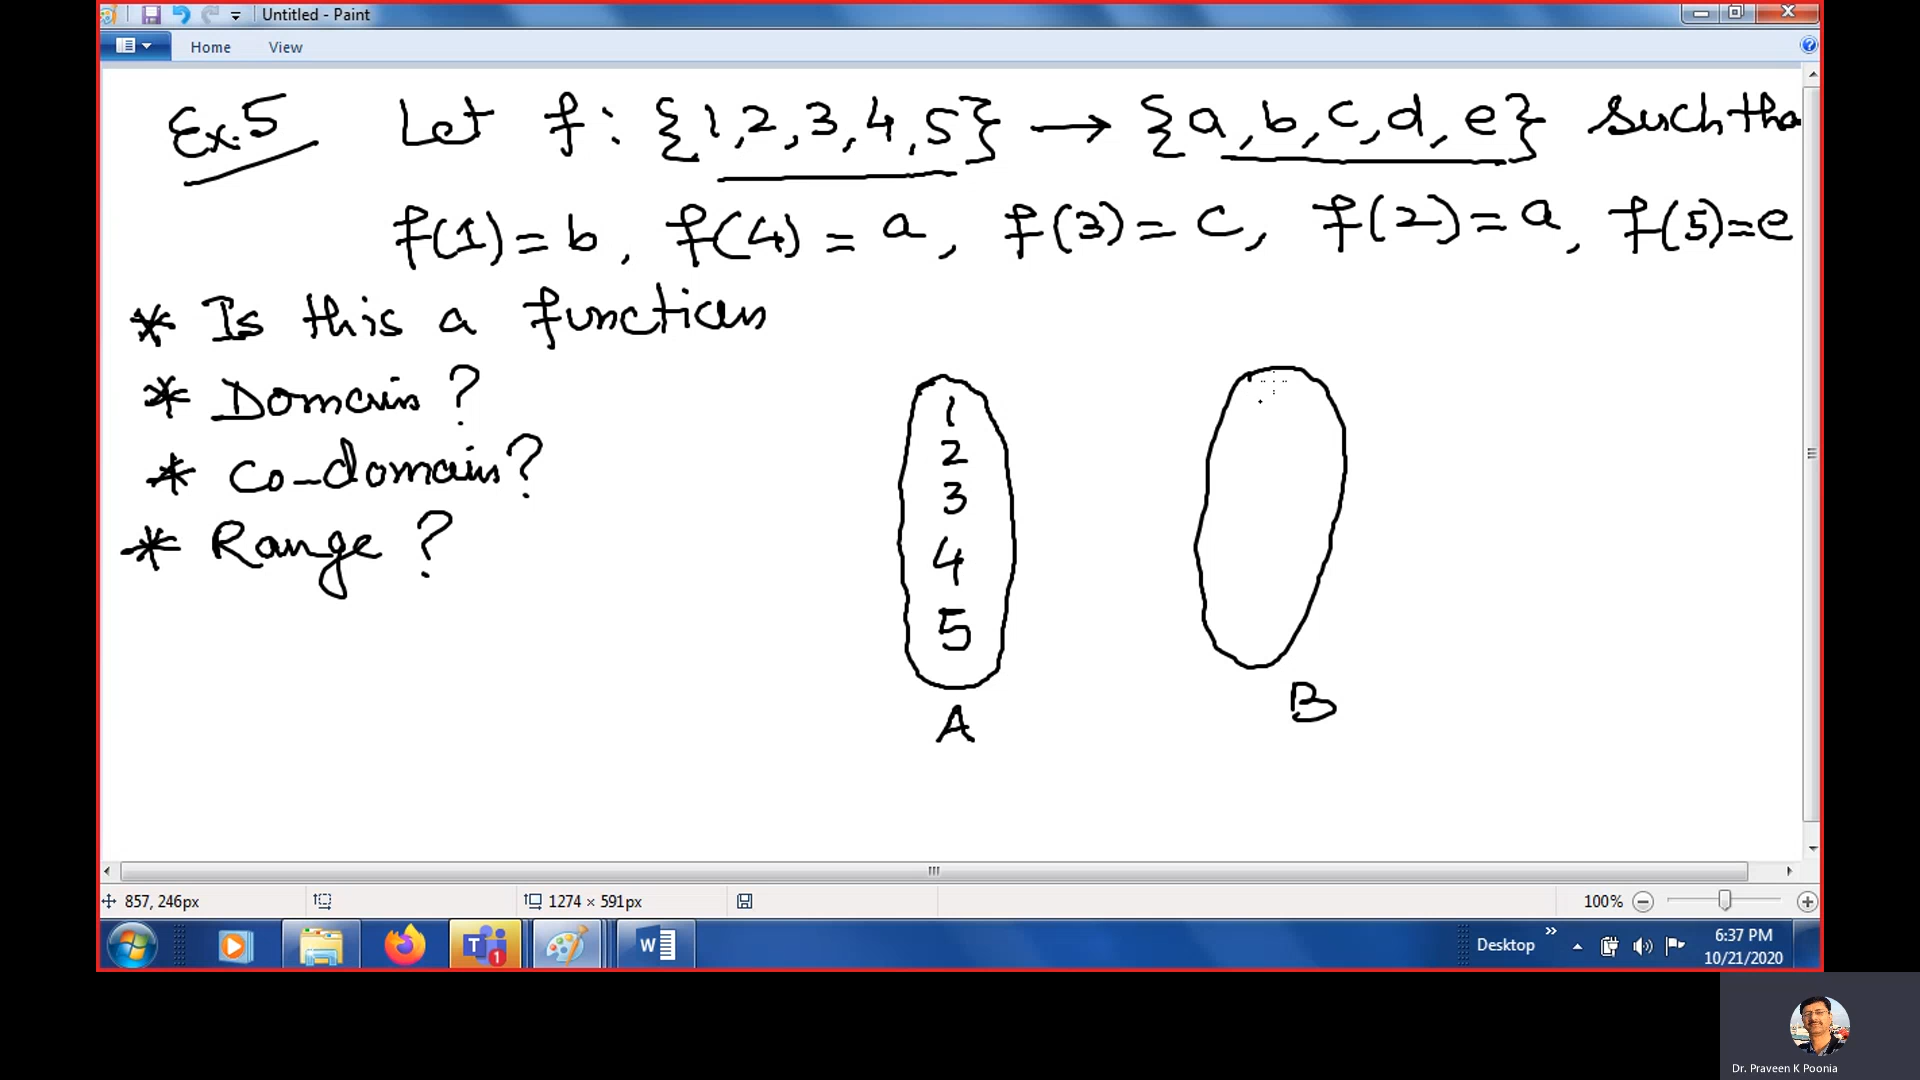 Untitled - Paint
Home View
Ex.5 Let f: {1,2,3,4,5} → {a,b,c,d,e} such tha
f(1)=b, f(4)=a, f(3)=c, f(2)=a, f(5)=e
* Is this a function
* Domain?
* Co-domain?
* Range?
1
2
3
4
5
A
B
857, 246px
1274 × 591px
100%
T 1
W
Desktop
6:37 PM
10/21/2020
Dr. Praveen K Poonia